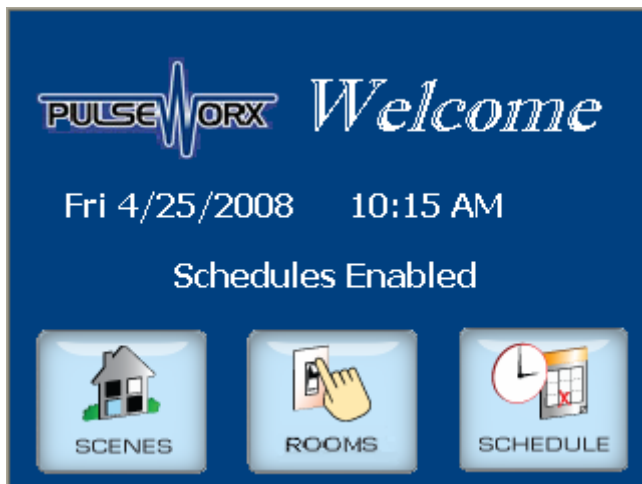 PULSEWORX Welcome
Fri 4/25/2008 10:15 AM
Schedules Enabled
SCENES ROOMS SCHEDULE